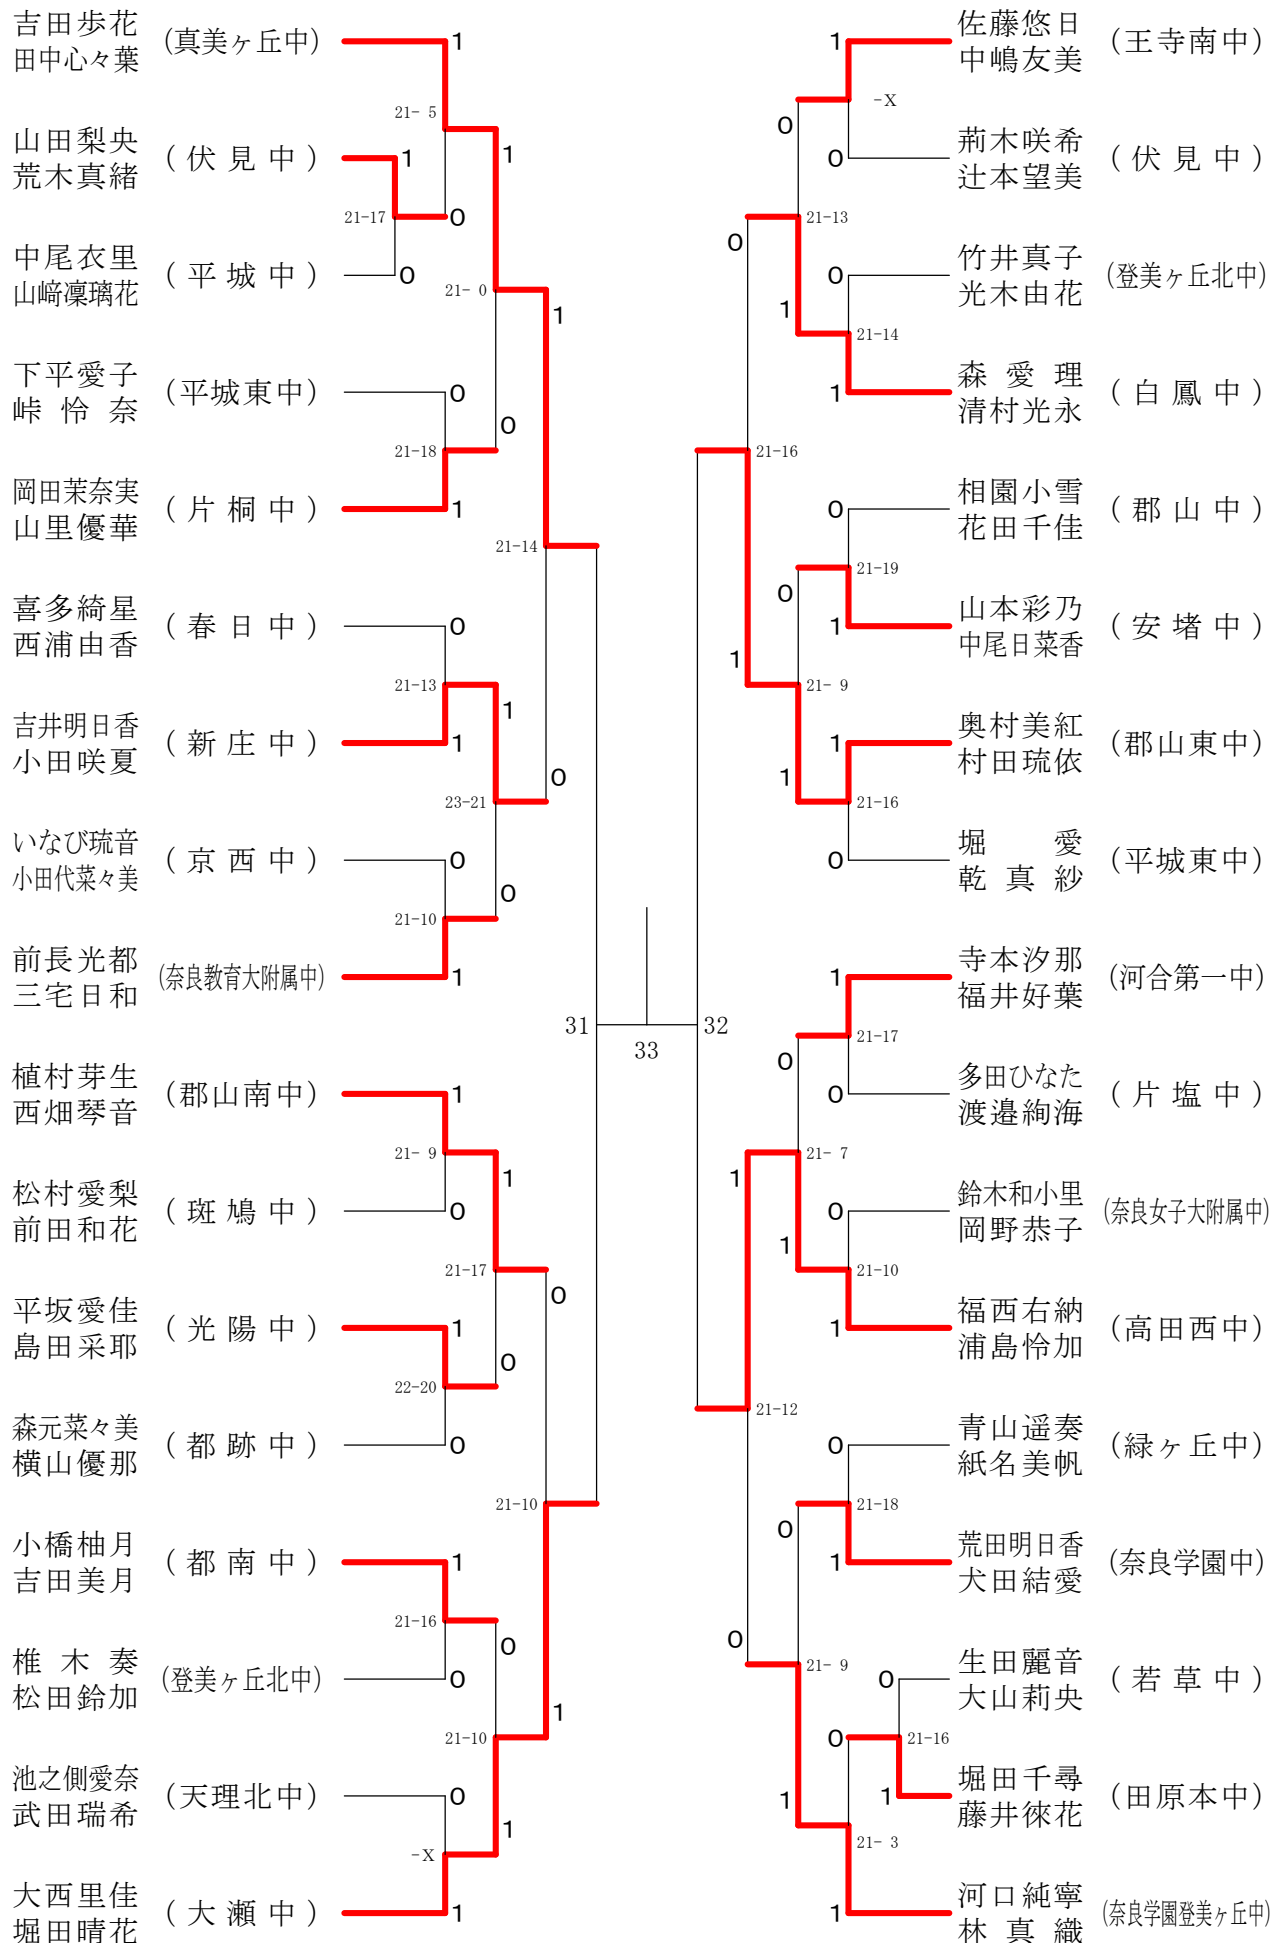 吉田歩花
田中心々葉
(真美ヶ丘中)
1
21- 5
山田梨央
荒木真緒
(伏見中)
1
1
21-17
0
中尾衣里
山﨑凜璃花
(平城中)
0
21- 0
1
下平愛子
峠怜奈
(平城東中)
0
0
21-18
岡田茉奈実
山里優華
(片桐中)
1
21-14
喜多綺星
西浦由香
(春日中)
0
21-13
1
吉井明日香
小田咲夏
(新庄中)
1
0
23-21
いなび琉音
小田代菜々美
(京西中)
0
0
21-10
前長光都
三宅日和
(奈良教育大附属中)
1
31
植村芽生
西畑琴音
(郡山南中)
1
21- 9
1
松村愛梨
前田和花
(斑鳩中)
0
21-17
0
平坂愛佳
島田采耶
(光陽中)
1
0
22-20
森元菜々美
横山優那
(都跡中)
0
21-10
小橋柚月
吉田美月
(都南中)
1
21-16
0
椎木奏
松田鈴加
(登美ヶ丘北中)
0
1
21-10
池之側愛奈
武田瑞希
(天理北中)
0
1
-X
大西里佳
堀田晴花
(大瀬中)
1
33
佐藤悠日
中嶋友美
(王寺南中)
1
-X
0
荊木咲希
辻本望美
(伏見中)
0
21-13
0
竹井真子
光木由花
(登美ヶ丘北中)
0
1
21-14
森愛理
清村光永
(白鳳中)
1
21-16
相園小雪
花田千佳
(郡山中)
0
21-19
0
山本彩乃
中尾日菜香
(安堵中)
1
1
21- 9
奥村美紅
村田琉依
(郡山東中)
1
1
21-16
堀愛
乾真紗
(平城東中)
0
寺本汐那
福井好葉
(河合第一中)
1
32
21-17
0
多田ひなた
渡邉絢海
(片塩中)
0
21- 7
1
鈴木和小里
岡野恭子
(奈良女子大附属中)
0
1
21-10
福西右納
浦島怜加
(高田西中)
1
21-12
青山遥奏
紙名美帆
(緑ヶ丘中)
0
21-18
0
荒田明日香
犬田結愛
(奈良学園中)
1
0
21- 9
生田麗音
大山莉央
(若草中)
0
0
21-16
堀田千尋
藤井徠花
(田原本中)
1
1
21- 3
河口純寧
林真織
(奈良学園登美ヶ丘中)
1